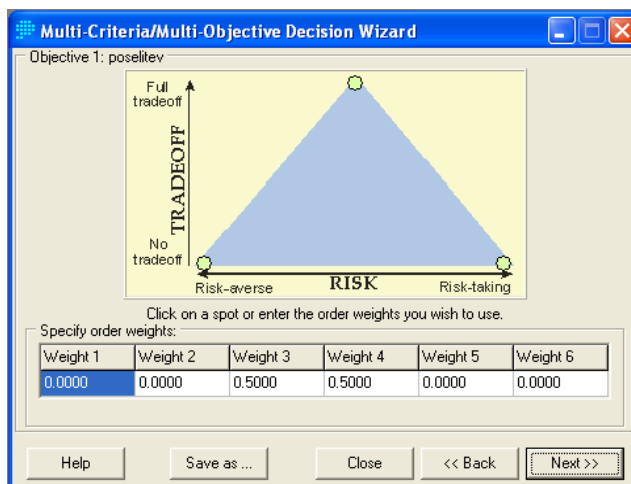 Multi-Criteria/Multi-Objective Decision Wizard
Objective 1: poselitev
Full
tradeoff
TRADEOFF
No
tradeoff
Risk-averse
RISK
Risk-taking
Click on a spot or enter the order weights you wish to use.
Specify order weights:
Weight 1 Weight 2 Weight 3 Weight 4 Weight 5 Weight 6
0.0000 0.0000 0.5000 0.5000 0.0000 0.0000
Help Save as ... Close << Back Next >>